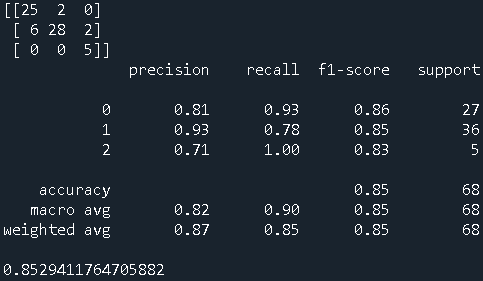 [[25  2  0]
 [ 6 28  2]
 [ 0  0  5]]
              precision    recall  f1-score   support

           0       0.81      0.93      0.86        27
           1       0.93      0.78      0.85        36
           2       0.71      1.00      0.83         5

    accuracy                           0.85        68
   macro avg       0.82      0.90      0.85        68
weighted avg       0.87      0.85      0.85        68

0.8529411764705882